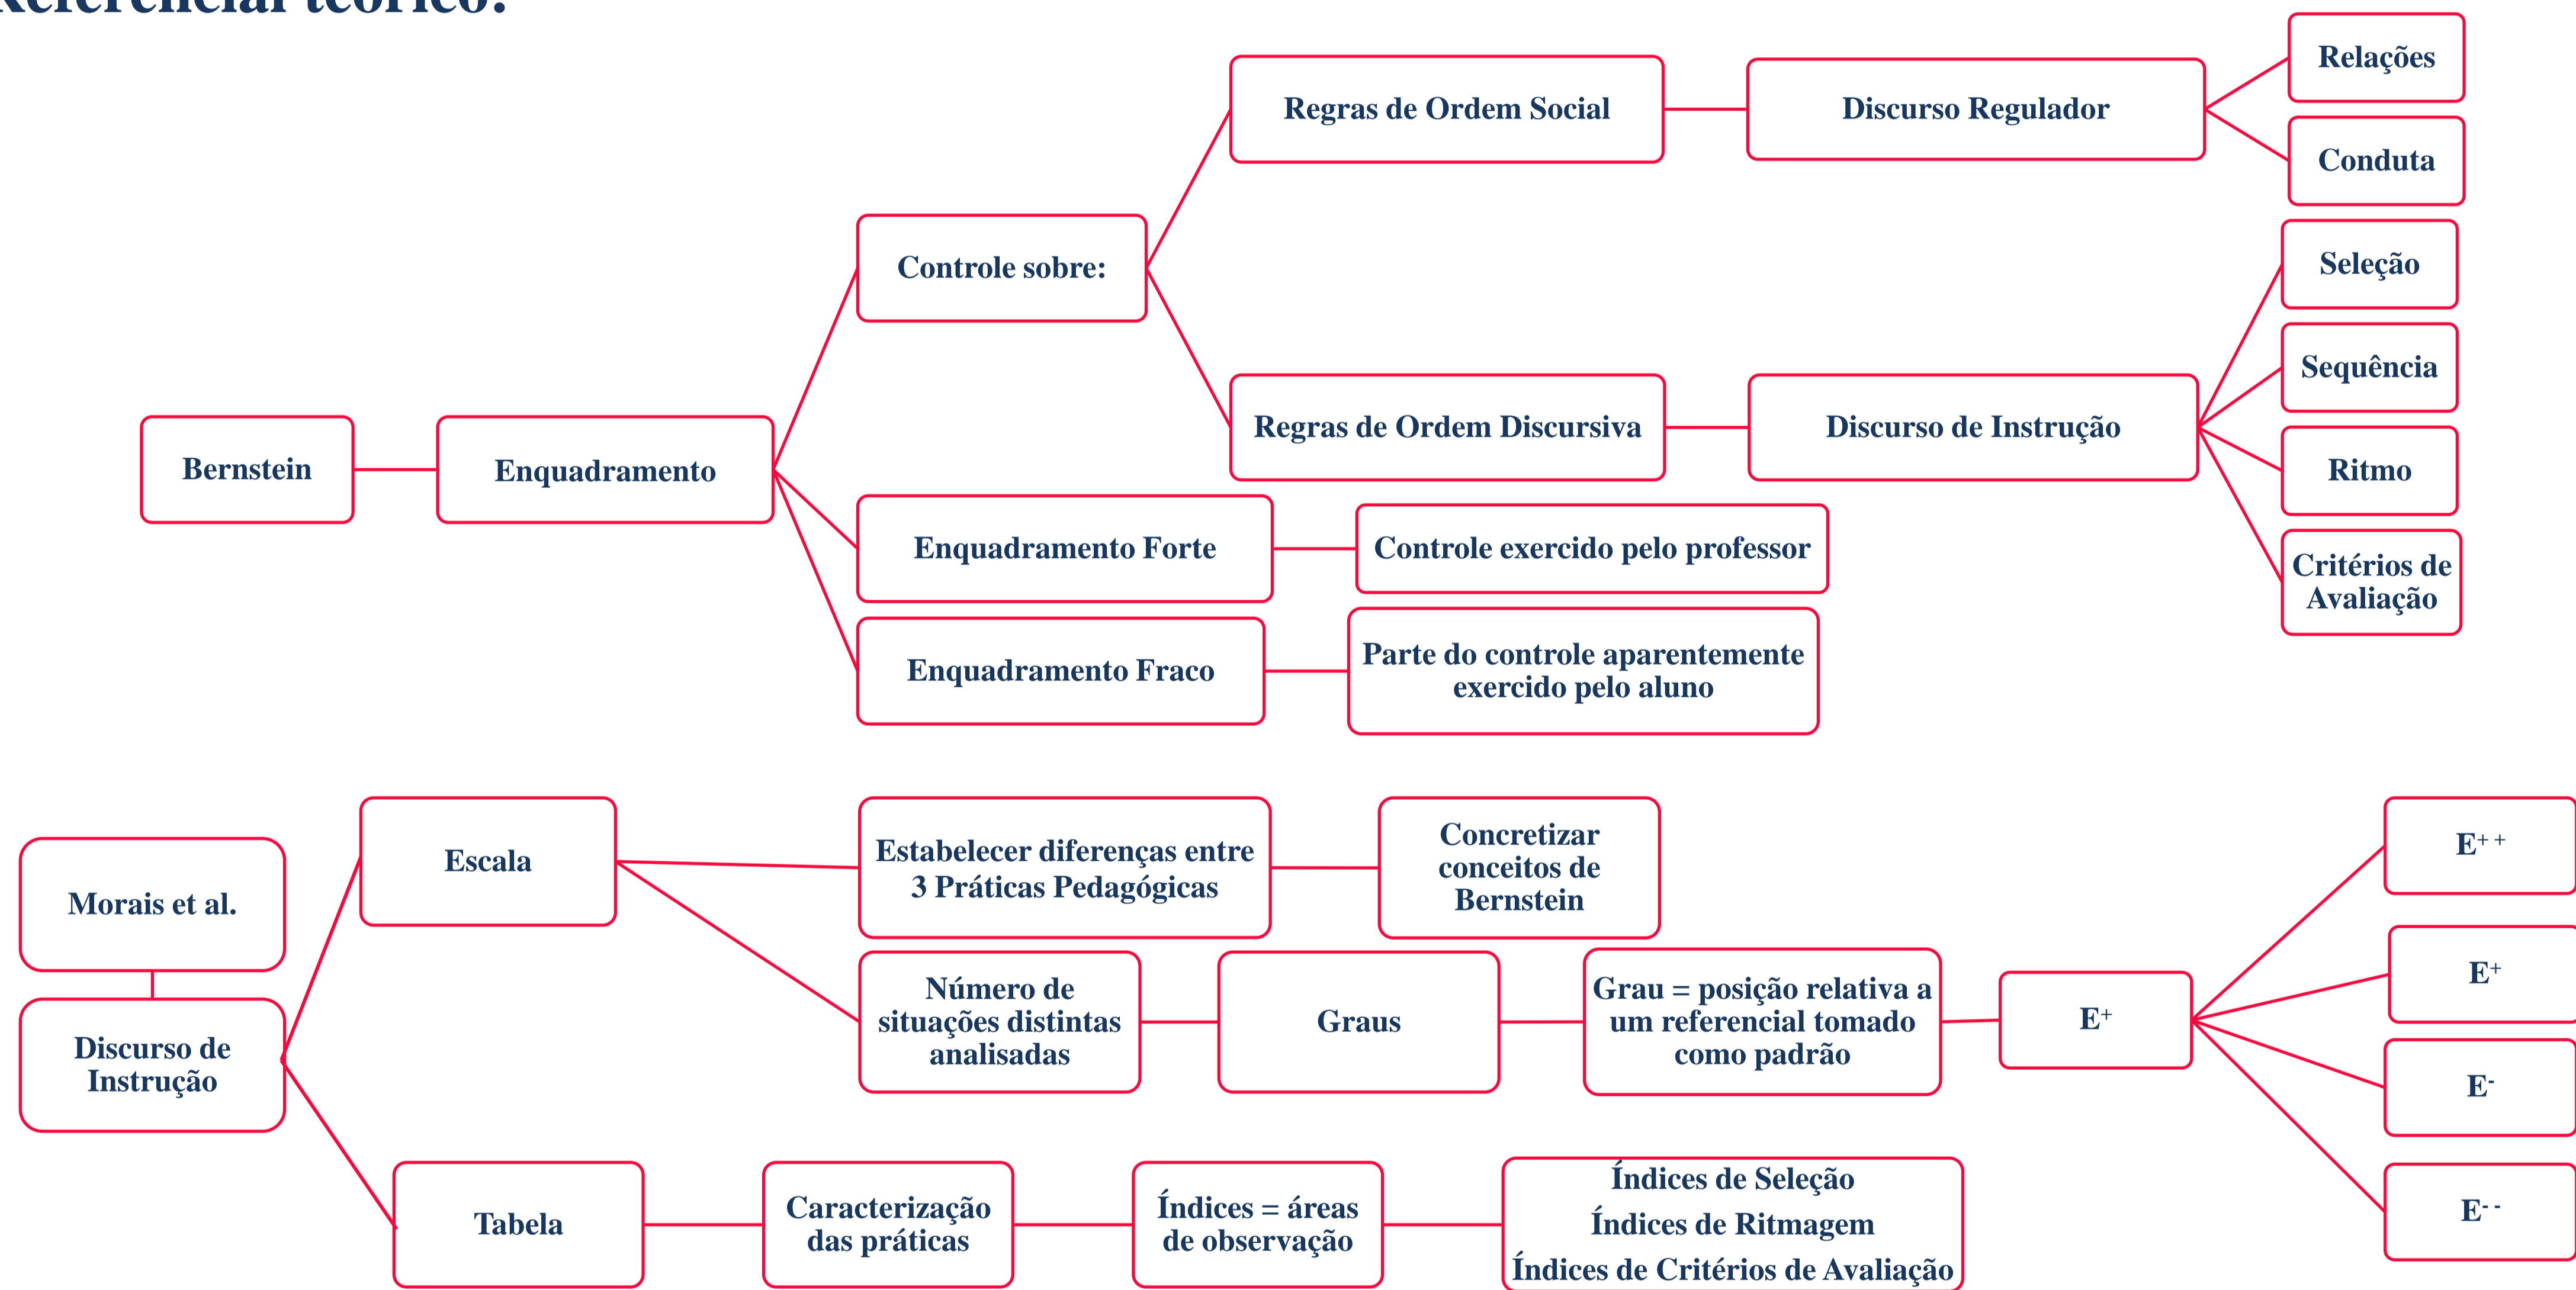 Referencial teórico:
Relações
Regras de Ordem Social
Discurso Regulador
Conduta
Controle sobre:
Seleção
Sequência
Regras de Ordem Discursiva
Discurso de Instrução
Ritmo
Critérios de
Avaliação
Bernstein
Enquadramento
Enquadramento Forte
Controle exercido pelo professor
Enquadramento Fraco
Parte do controle aparentemente
exercido pelo aluno
Morais et al.
Discurso de
Instrução
Escala
Estabelecer diferenças entre
3 Práticas Pedagógicas
Concretizar
conceitos de
Bernstein
Número de
situações distintas
analisadas
Graus
Grau = posição relativa a
um referencial tomado
como padrão
E⁺
E⁺ ⁺
E⁺
E⁻
E⁻ ⁻
Tabela
Caracterização
das práticas
Índices = áreas
de observação
Índices de Seleção
Índices de Ritmagem
Índices de Critérios de Avaliação